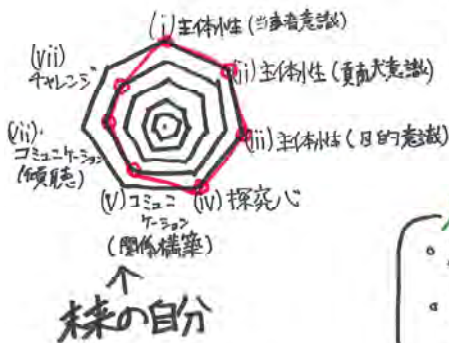 (i) 主体性 (当事者意識)
(ii) 主体性 (貢献意識)
(iii) 主体性 (目的意識)
(iv) 探究心
(v) コミュニ
ケーション
(関係構築)
(vii)
コミュニケーション
(傾聴)
(vii)
チャレンジ
↑
未来の自分